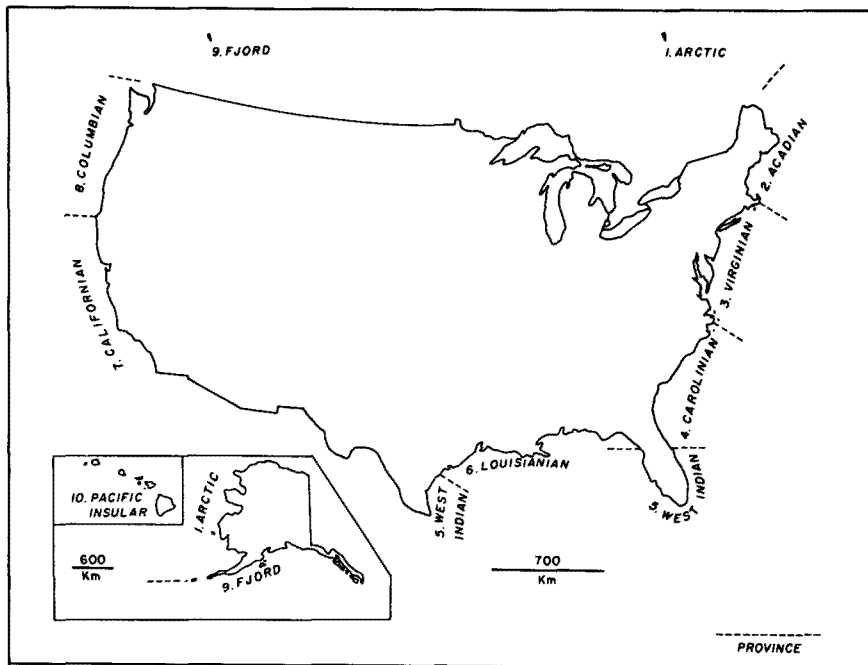 9. FJORD
1. ARCTIC
8. COLUMBIAN
2. ACADIAN
3. VIRGINIAN
7. CALIFORNIAN
4. CAROLINIAN
6. LOUISIANIAN
5. WEST
INDIAN
5. WEST INDIAN
10. PACIFIC
INSULAR
1. ARCTIC
600
Km
9. FJORD
700
Km
PROVINCE